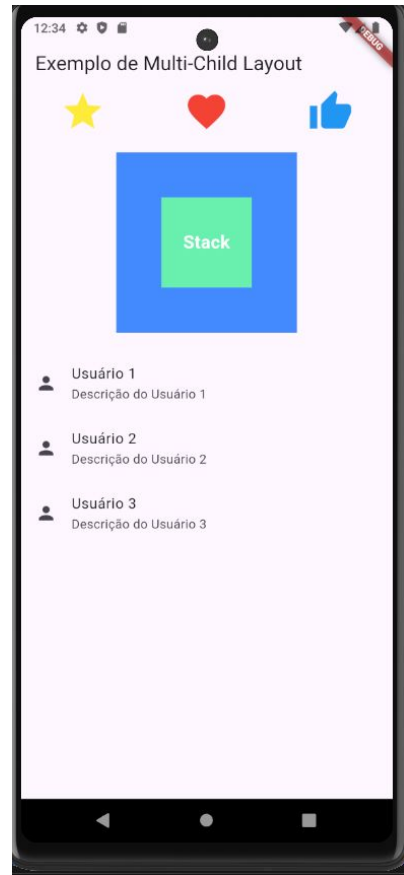 12:34
DEBUG
Exemplo de Multi-Child Layout
Stack
Usuário 1
Descrição do Usuário 1
Usuário 2
Descrição do Usuário 2
Usuário 3
Descrição do Usuário 3